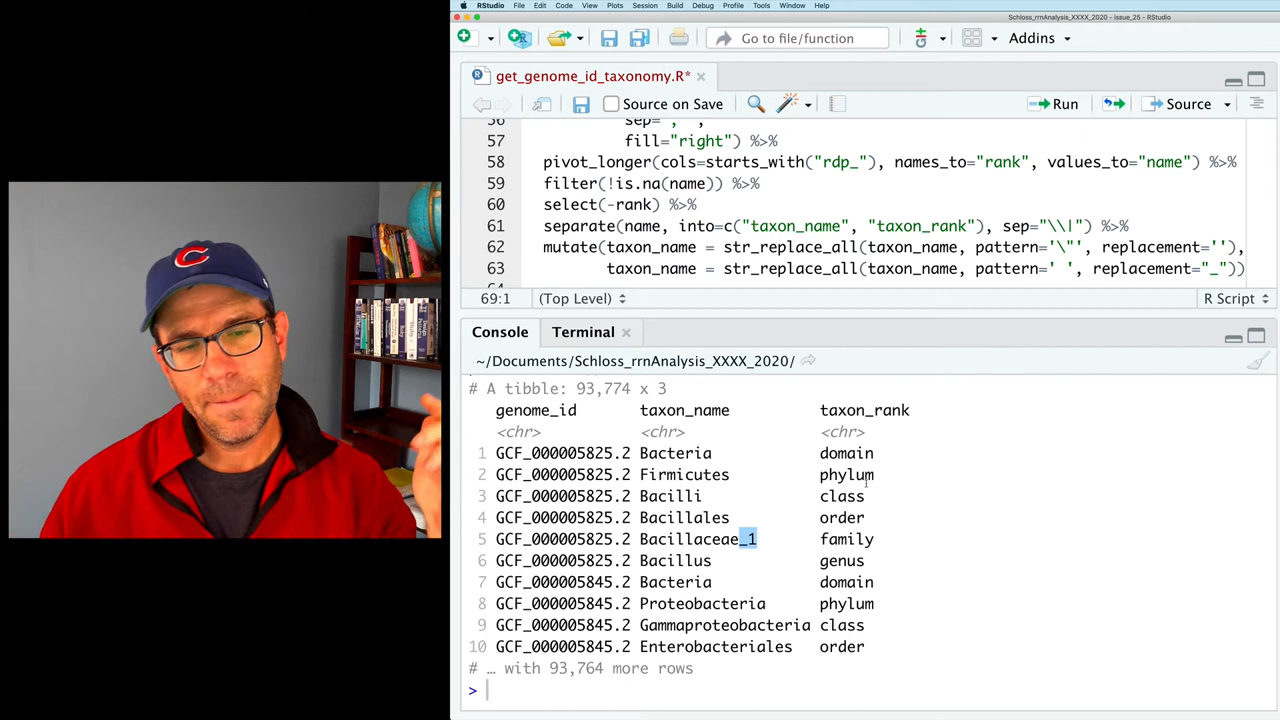 RStudio File Edit Code View Plots Session Build Debug Profile Tools Window Help
Schloss_rrnAnalysis_XXXX_2020 - issue_25 - RStudio
Go to file/function Addins
get_genome_id_taxonomy.R*
Source on Save Run Source
56 sep=";",
57 fill="right") %>%
58 pivot_longer(cols=starts_with("rdp_"), names_to="rank", values_to="name") %>%
59 filter(!is.na(name)) %>%
60 select(-rank) %>%
61 separate(name, into=c("taxon_name", "taxon_rank"), sep="\\|") %>%
62 mutate(taxon_name = str_replace_all(taxon_name, pattern='\"', replacement=''),
63 taxon_name = str_replace_all(taxon_name, pattern=' ', replacement="_"))
64
69:1 (Top Level) R Script
Console Terminal
~/Documents/Schloss_rrnAnalysis_XXXX_2020/
# A tibble: 93,774 x 3
genome_id taxon_name taxon_rank
<chr> <chr> <chr>
1 GCF_000005825.2 Bacteria domain
2 GCF_000005825.2 Firmicutes phylum
3 GCF_000005825.2 Bacilli class
4 GCF_000005825.2 Bacillales order
5 GCF_000005825.2 Bacillaceae_1 family
6 GCF_000005825.2 Bacillus genus
7 GCF_000005845.2 Bacteria domain
8 GCF_000005845.2 Proteobacteria phylum
9 GCF_000005845.2 Gammaproteobacteria class
10 GCF_000005845.2 Enterobacteriales order
# … with 93,764 more rows
>